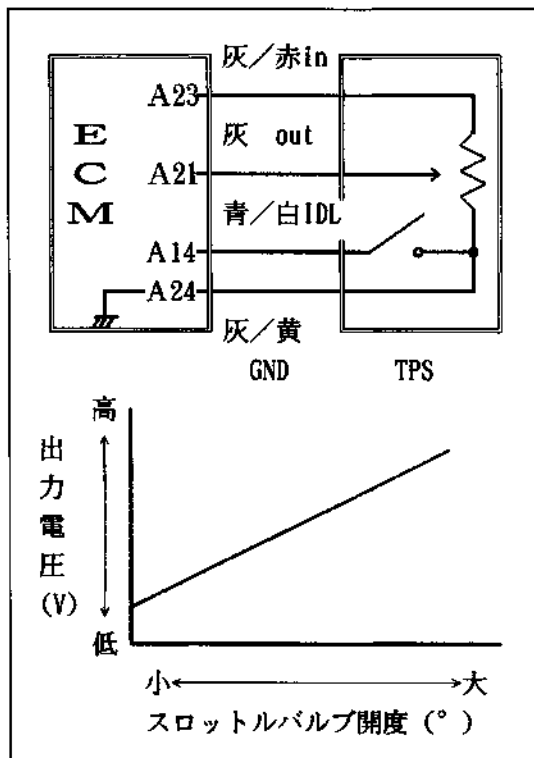 灰／赤in
A23
灰 out
ECM
A21
青／白IDL
A14
A24
灰／黄
GND
TPS
高
出力電圧(V)
低
小
大
スロットルバルブ開度(°)